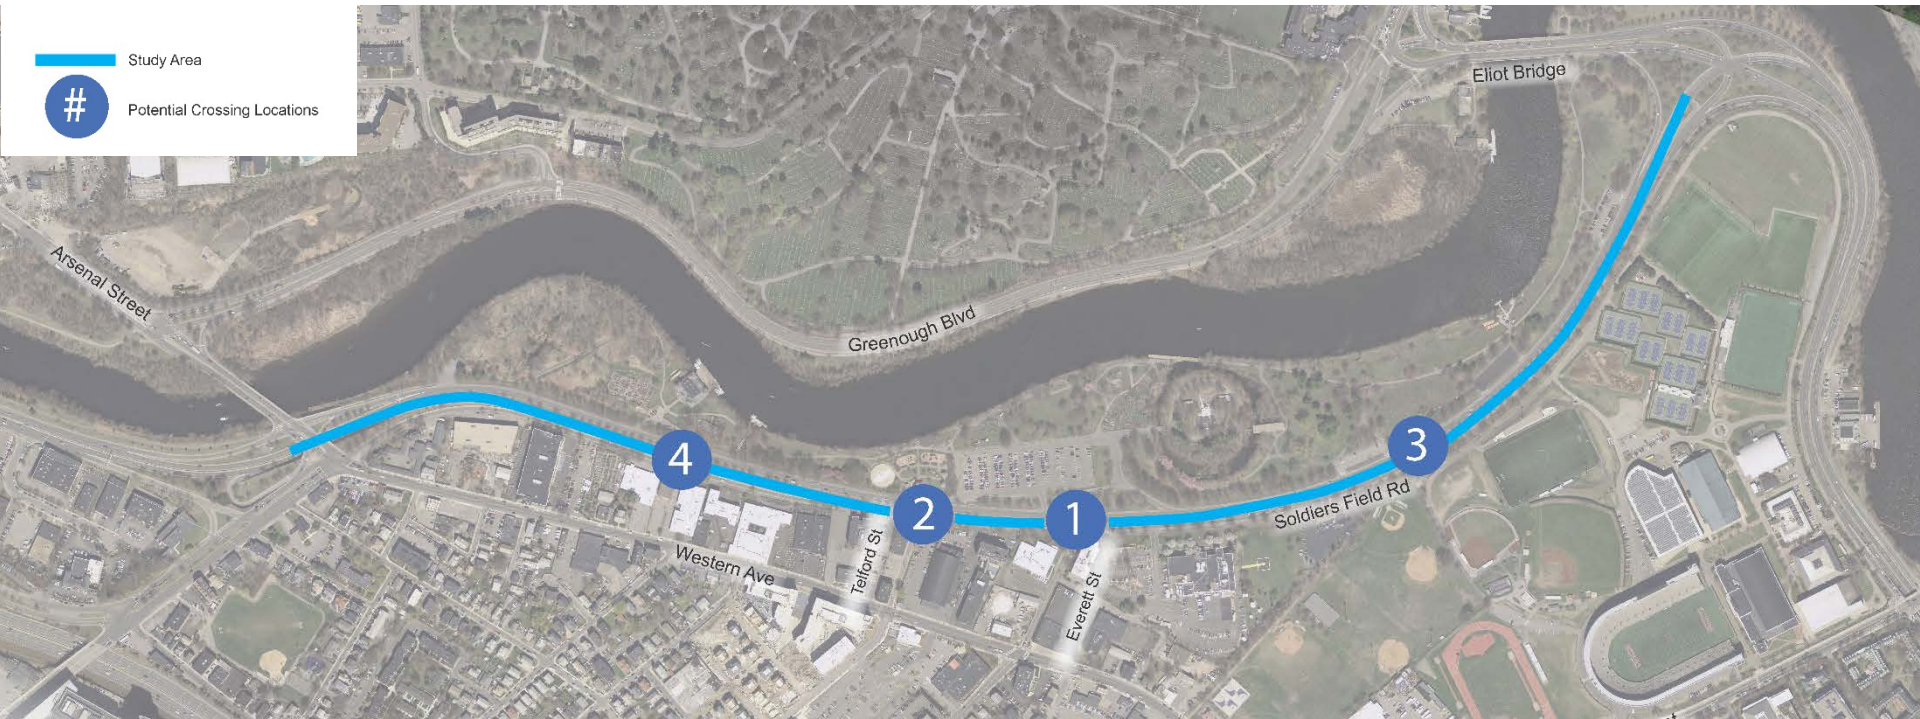 Study Area
#
Potential Crossing Locations
Eliot Bridge
Arsenal Street
Greenough Blvd
4
3
2
1
Soldiers Field Rd
Western Ave
Telford St
Everett St